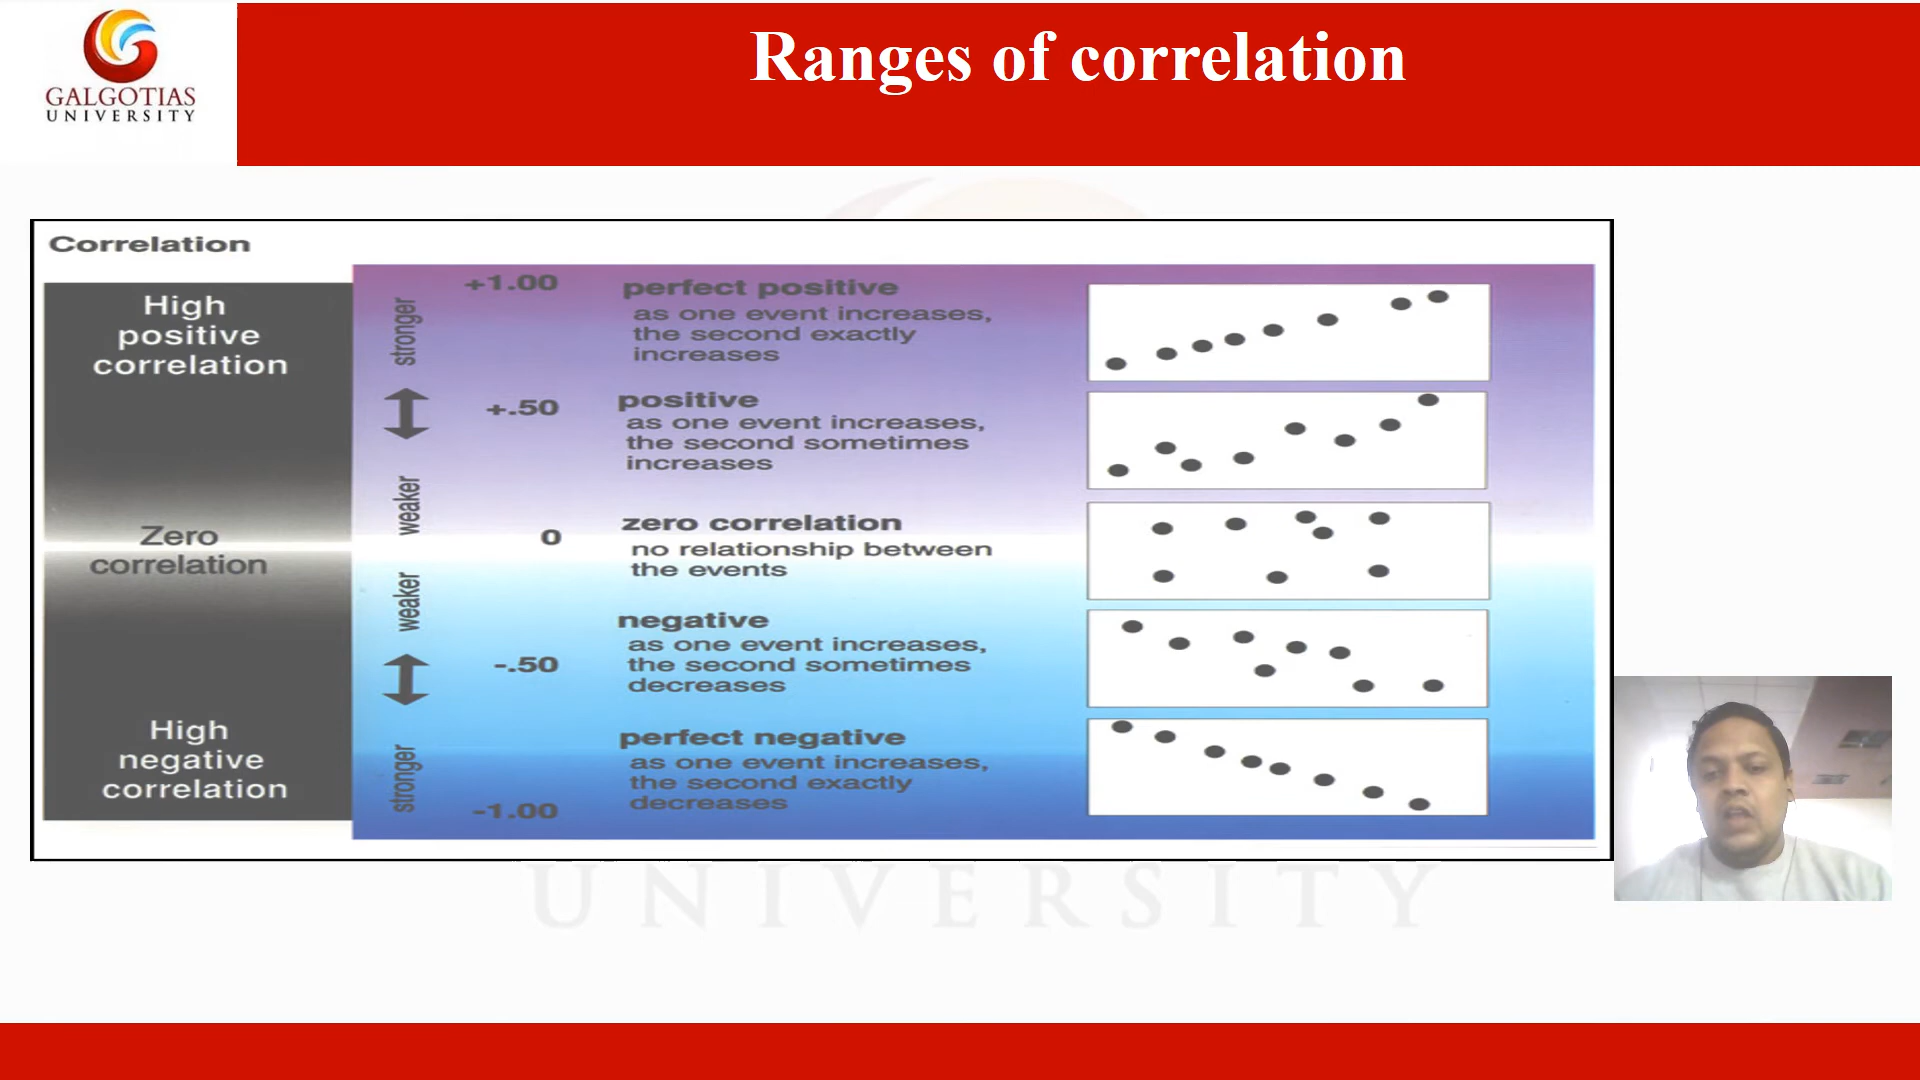 Ranges of correlation
GALGOTIAS
UNIVERSITY
Correlation
High
positive
correlation
Zero
correlation
High
negative
correlation
stronger
weaker
weaker
stronger
+1.00
perfect positive
as one event increases,
the second exactly
increases
+.50
positive
as one event increases,
the second sometimes
increases
0
zero correlation
no relationship between
the events
-.50
negative
as one event increases,
the second sometimes
decreases
perfect negative
as one event increases,
the second exactly
decreases
-1.00
UNIVERSITY